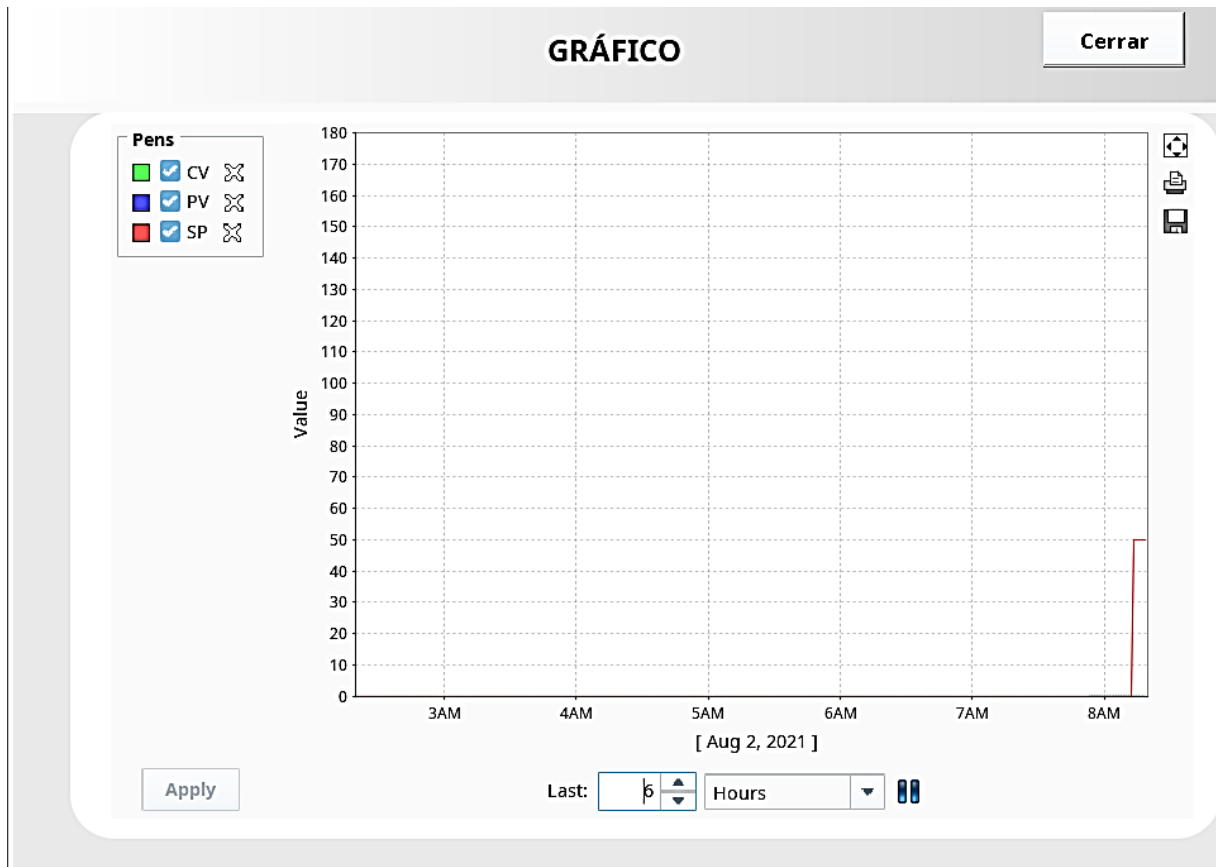 GRÁFICO
Cerrar
Pens
CV
PV
SP
Value
180
170
160
150
140
130
120
110
100
90
80
70
60
50
40
30
20
10
0
3AM 4AM 5AM 6AM 7AM 8AM
[ Aug 2, 2021 ]
Apply
Last: 6 Hours